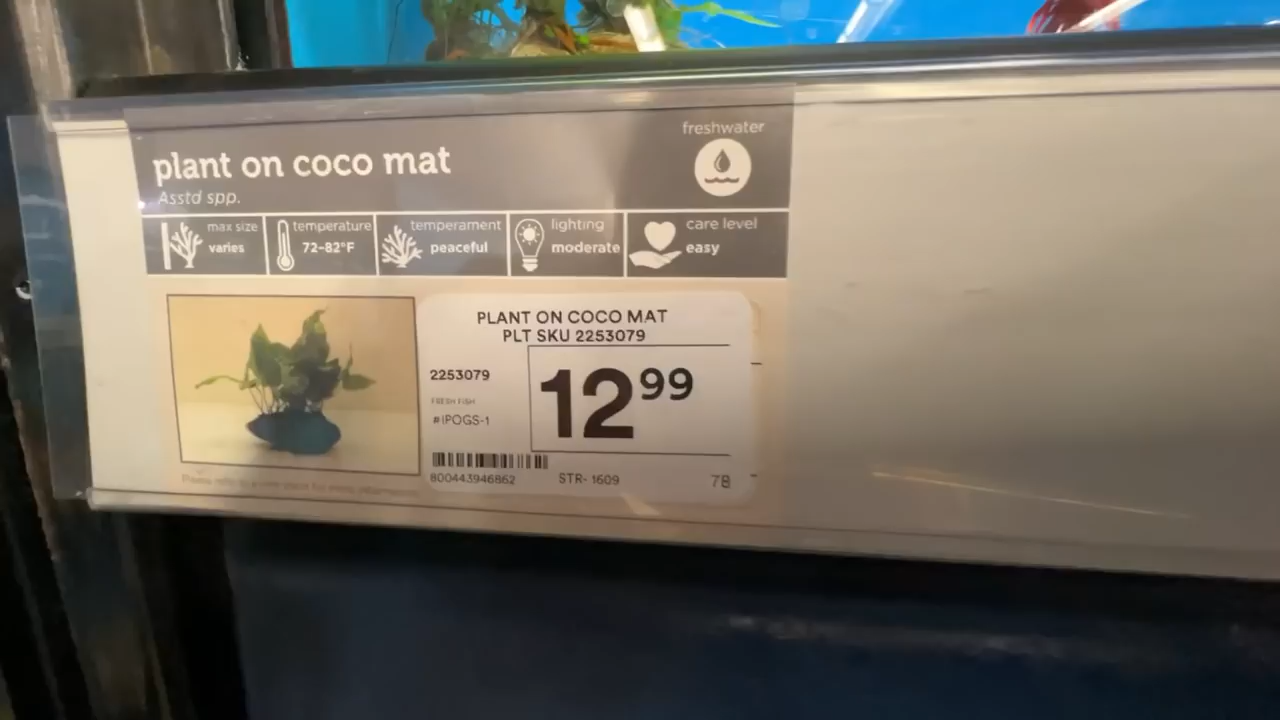 freshwater
plant on coco mat
Asstd spp.
max size
varies
temperature
72-82°F
temperament
peaceful
lighting
moderate
care level
easy
PLANT ON COCO MAT
PLT SKU 2253079
2253079
FRESH FISH
#IPOGS-1
12 99
800443946862
STR- 1609
78